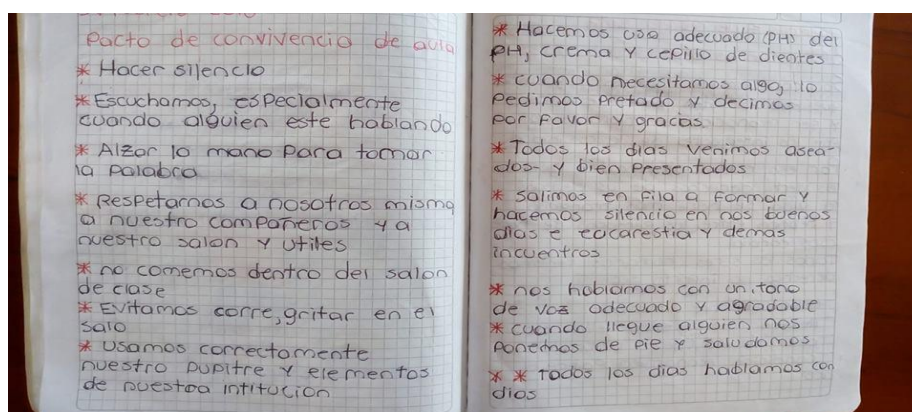 Pacto de convivencia de aula
* Hacer silencio
* Escuchamos, especialmente
cuando alguien este hablando
* Alzar la mano para tomar
la palabra
* Respetarnos a nosotros misma
a nuestro compañeros y a
nuestro salon y utiles
* no comemos dentro del salon
de clase
* Evitamos corre, gritar en el
salo
* Usamos correctamente
nuestro pupitre y elementos
de nuestra intitucion
* Hacemos uso adecuado (PH) del
PH, crema y cepillo de dientes
* cuando necesitamos algo, lo
pedimos pretado y decimos
por favor y gracias
* Todos los dias venimos asea-
dos- y bien presentados
* salimos en fila a formar y
hacemos silencio en nos buenos
dias e eucarestia y demas
incuentros
* nos hablamos con un tono
de voz adecuado y agradable
* cuando llegue alguien nos
ponemos de pie y saludamos
* * Todos los dias hablamos con
dios